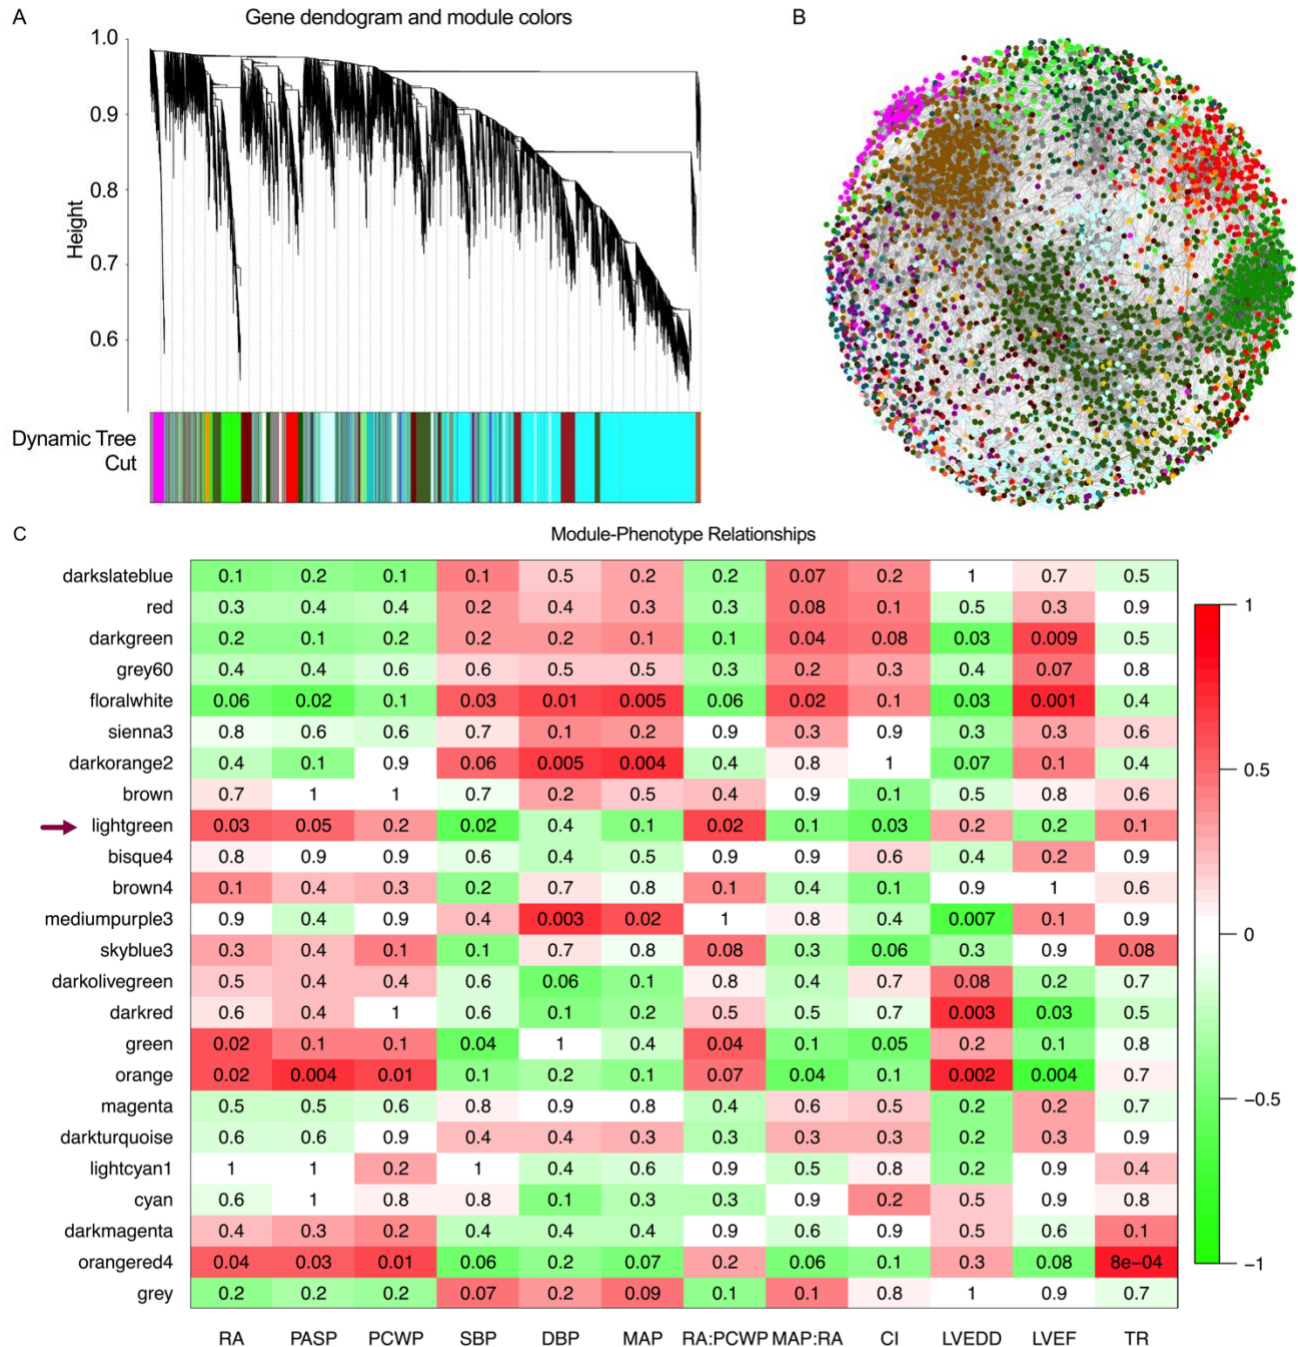 A
Gene dendogram and module colors
B
1.0
0.9
0.8
0.7
0.6
Height
Dynamic Tree
Cut
C
Module-Phenotype Relationships
darkslateblue 0.1 0.2 0.1 0.1 0.5 0.2 0.2 0.07 0.2 1 0.7 0.5
red 0.3 0.4 0.4 0.2 0.4 0.3 0.3 0.08 0.1 0.5 0.3 0.9
darkgreen 0.2 0.1 0.2 0.2 0.2 0.1 0.1 0.04 0.08 0.03 0.009 0.5
grey60 0.4 0.4 0.6 0.6 0.5 0.5 0.3 0.2 0.3 0.4 0.07 0.8
floralwhite 0.06 0.02 0.1 0.03 0.01 0.005 0.06 0.02 0.1 0.03 0.001 0.4
sienna3 0.8 0.6 0.6 0.7 0.1 0.2 0.9 0.3 0.9 0.3 0.3 0.6
darkorange2 0.4 0.1 0.9 0.06 0.005 0.004 0.4 0.8 1 0.07 0.1 0.4
brown 0.7 1 1 0.7 0.2 0.5 0.4 0.9 0.1 0.5 0.8 0.6
lightgreen 0.03 0.05 0.2 0.02 0.4 0.1 0.02 0.1 0.03 0.2 0.2 0.1
bisque4 0.8 0.9 0.9 0.6 0.4 0.5 0.9 0.9 0.6 0.4 0.2 0.9
brown4 0.1 0.4 0.3 0.2 0.7 0.8 0.1 0.4 0.1 0.9 1 0.6
mediumpurple3 0.9 0.4 0.9 0.4 0.003 0.02 1 0.8 0.4 0.007 0.1 0.9
skyblue3 0.3 0.4 0.1 0.1 0.7 0.8 0.08 0.3 0.06 0.3 0.9 0.08
darkolivegreen 0.5 0.4 0.4 0.6 0.06 0.1 0.8 0.4 0.7 0.08 0.2 0.7
darkred 0.6 0.4 1 0.6 0.1 0.2 0.5 0.5 0.7 0.003 0.03 0.5
green 0.02 0.1 0.1 0.04 1 0.4 0.04 0.1 0.05 0.2 0.1 0.8
orange 0.02 0.004 0.01 0.1 0.2 0.1 0.07 0.04 0.1 0.002 0.004 0.7
magenta 0.5 0.5 0.6 0.8 0.9 0.8 0.4 0.6 0.5 0.2 0.2 0.7
darkturquoise 0.6 0.6 0.9 0.4 0.4 0.3 0.3 0.3 0.3 0.2 0.3 0.9
lightcyan1 1 1 0.2 1 0.4 0.6 0.9 0.5 0.8 0.2 0.9 0.4
cyan 0.6 1 0.8 0.8 0.1 0.3 0.3 0.9 0.2 0.5 0.9 0.8
darkmagenta 0.4 0.3 0.2 0.4 0.4 0.4 0.9 0.6 0.9 0.5 0.6 0.1
orangered4 0.04 0.03 0.01 0.06 0.2 0.07 0.2 0.06 0.1 0.3 0.08 8e−04
grey 0.2 0.2 0.2 0.07 0.2 0.09 0.1 0.1 0.8 1 0.9 0.7
RA PASP PCWP SBP DBP MAP RA:PCWP MAP:RA CI LVEDD LVEF TR
1
0.5
0
−0.5
−1